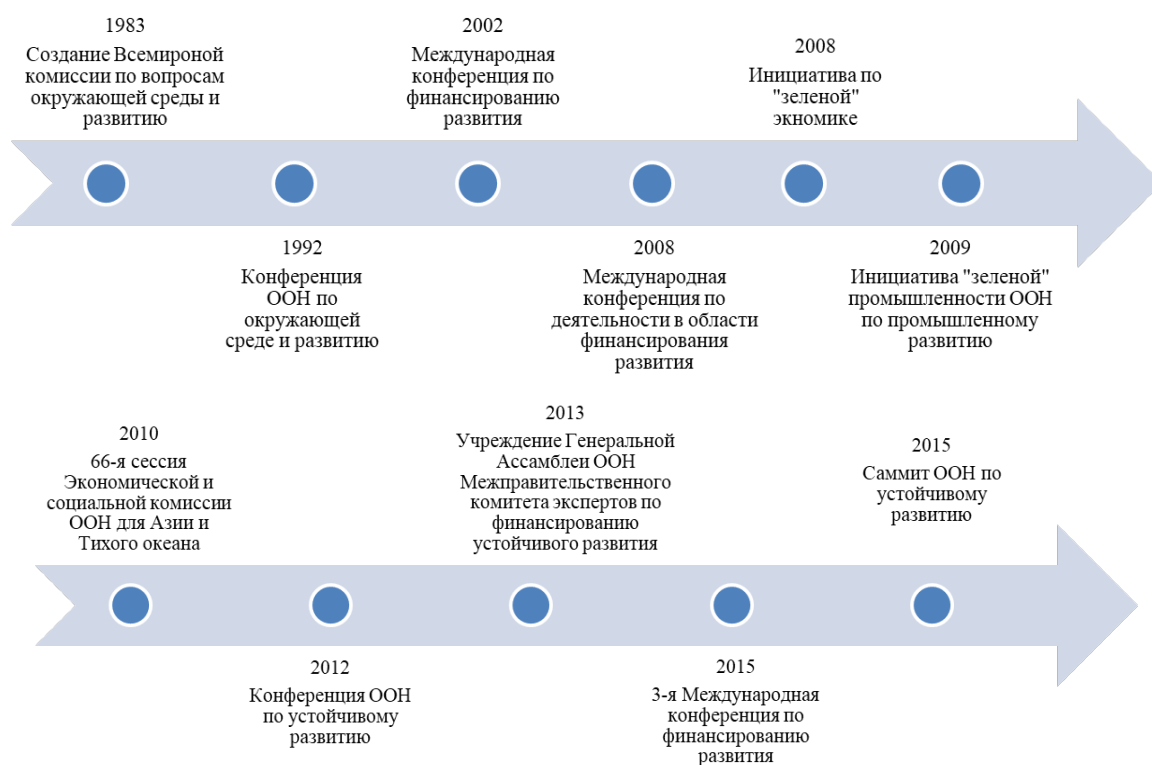 1983
Создание Всемироной
комиссии по вопросам
окружающей среды и
развитию
1992
Конференция
ООН по
окружающей
среде и развитию
2002
Международная
конференция по
финансированию
развития
2008
Международная
конференция по
деятельности в области
финансирования
развития
2008
Инициатива по
"зеленой"
экномике
2009
Инициатива "зеленой"
промышленности ООН
по промышленному
развитию
2010
66-я сессия
Экономической и
социальной комиссии
ООН для Азии и
Тихого океана
2012
Конференция ООН
по устойчивому
развитию
2013
Учреждение Генеральной
Ассамблеи ООН
Межправительственного
комитета экспертов по
финансированию
устойчивого развития
2015
3-я Международная
конференция по
финансированию
развития
2015
Саммит ООН по
устойчивому
развитию